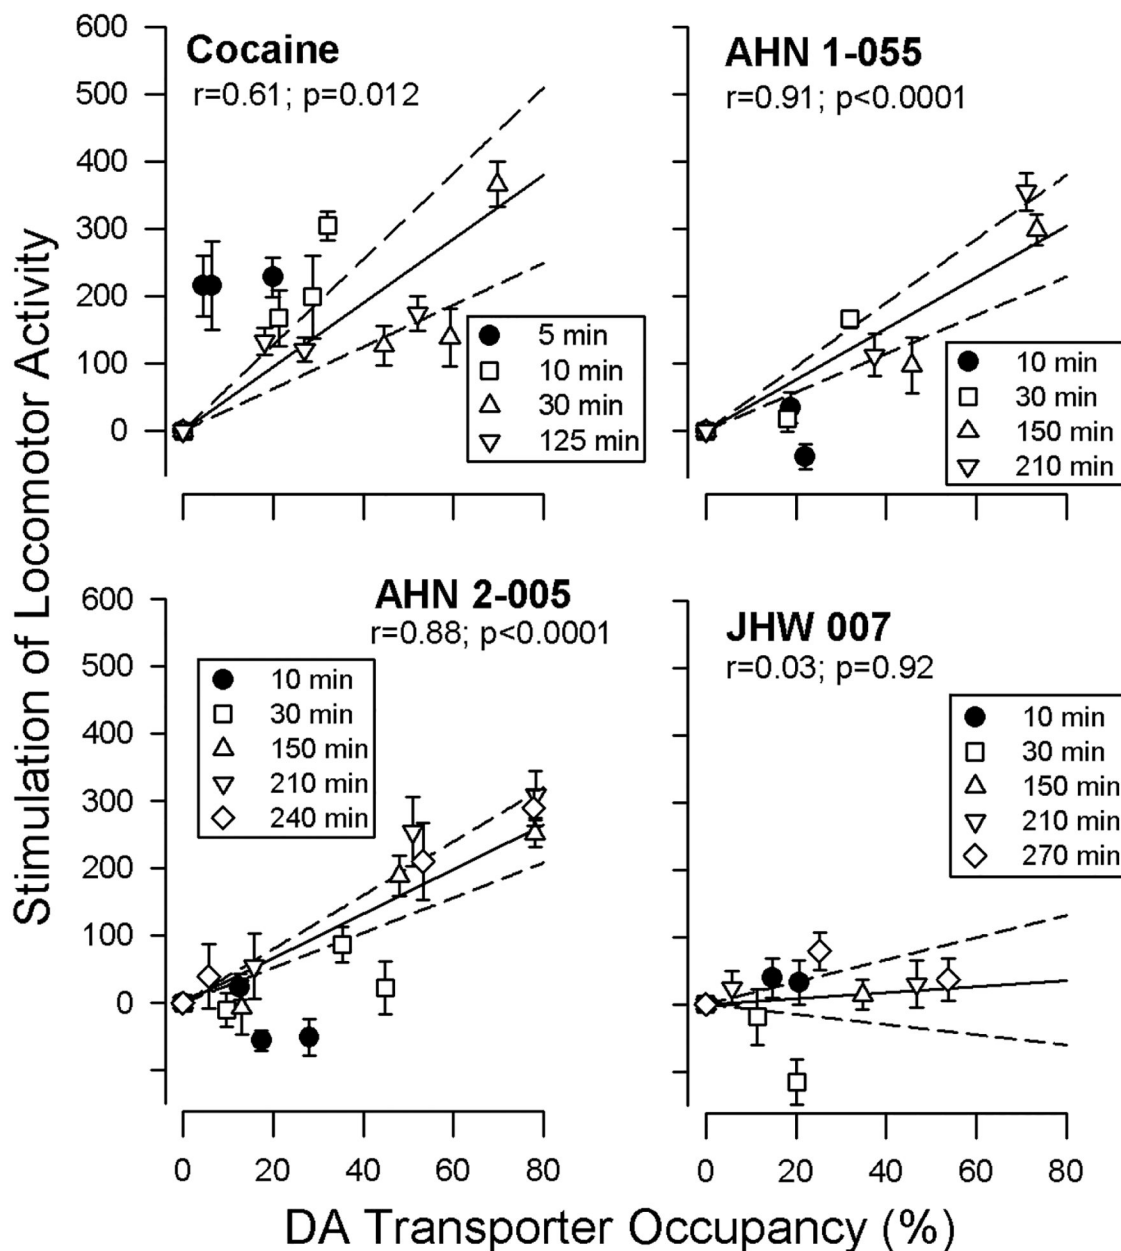 Stimulation of Locomotor Activity
600
500
400
300
200
100
0
Cocaine
r=0.61; p=0.012
5 min
10 min
30 min
125 min
AHN 1-055
r=0.91; p<0.0001
10 min
30 min
150 min
210 min
600
500
400
300
200
100
0
AHN 2-005
r=0.88; p<0.0001
10 min
30 min
150 min
210 min
240 min
0 20 40 60 80
JHW 007
r=0.03; p=0.92
10 min
30 min
150 min
210 min
270 min
0 20 40 60 80
DA Transporter Occupancy (%)